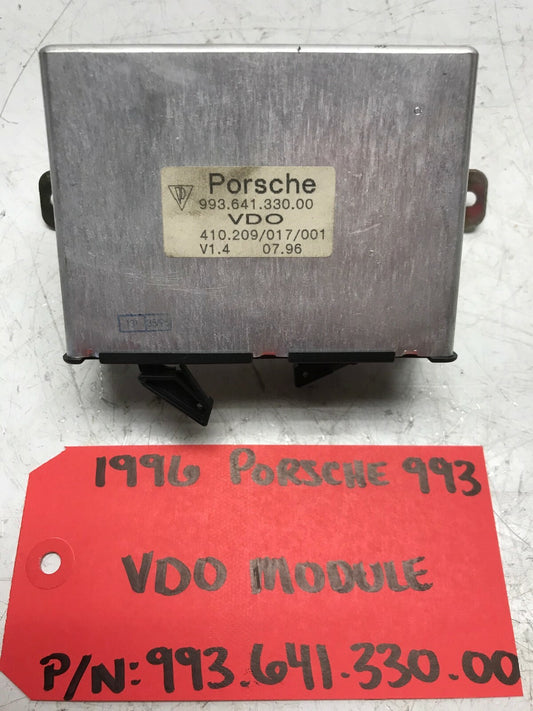 Porsche
993.641.330.00
VDO
410.209/017/001
V1.4 07.96
1996 PORSCHE 993
VDO MODULE
P/N: 993.641.330.00